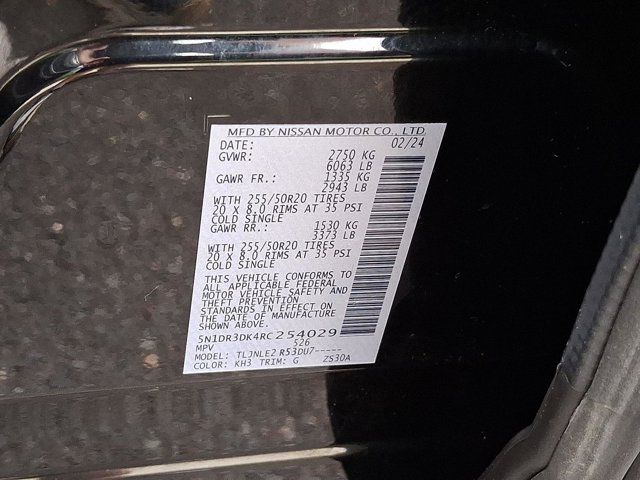 MFD BY NISSAN MOTOR CO., LTD.
DATE: 02/24
GVWR: 2750 KG
6063 LB
GAWR FR.: 1335 KG
2943 LB
WITH 255/50R20 TIRES
20 X 8.0 RIMS AT 35 PSI
COLD SINGLE
GAWR RR.: 1530 KG
3373 LB
WITH 255/50R20 TIRES
20 X 8.0 RIMS AT 35 PSI
COLD SINGLE
THIS VEHICLE CONFORMS TO
ALL APPLICABLE FEDERAL
MOTOR VEHICLE SAFETY AND
THEFT PREVENTION
STANDARDS IN EFFECT ON
THE DATE OF MANUFACTURE
SHOWN ABOVE.
5N1DR3DK4RC254029
MPV 526
MODEL: TLJNLE2 R53DU7-----
COLOR: KH3 TRIM: G ZS30A